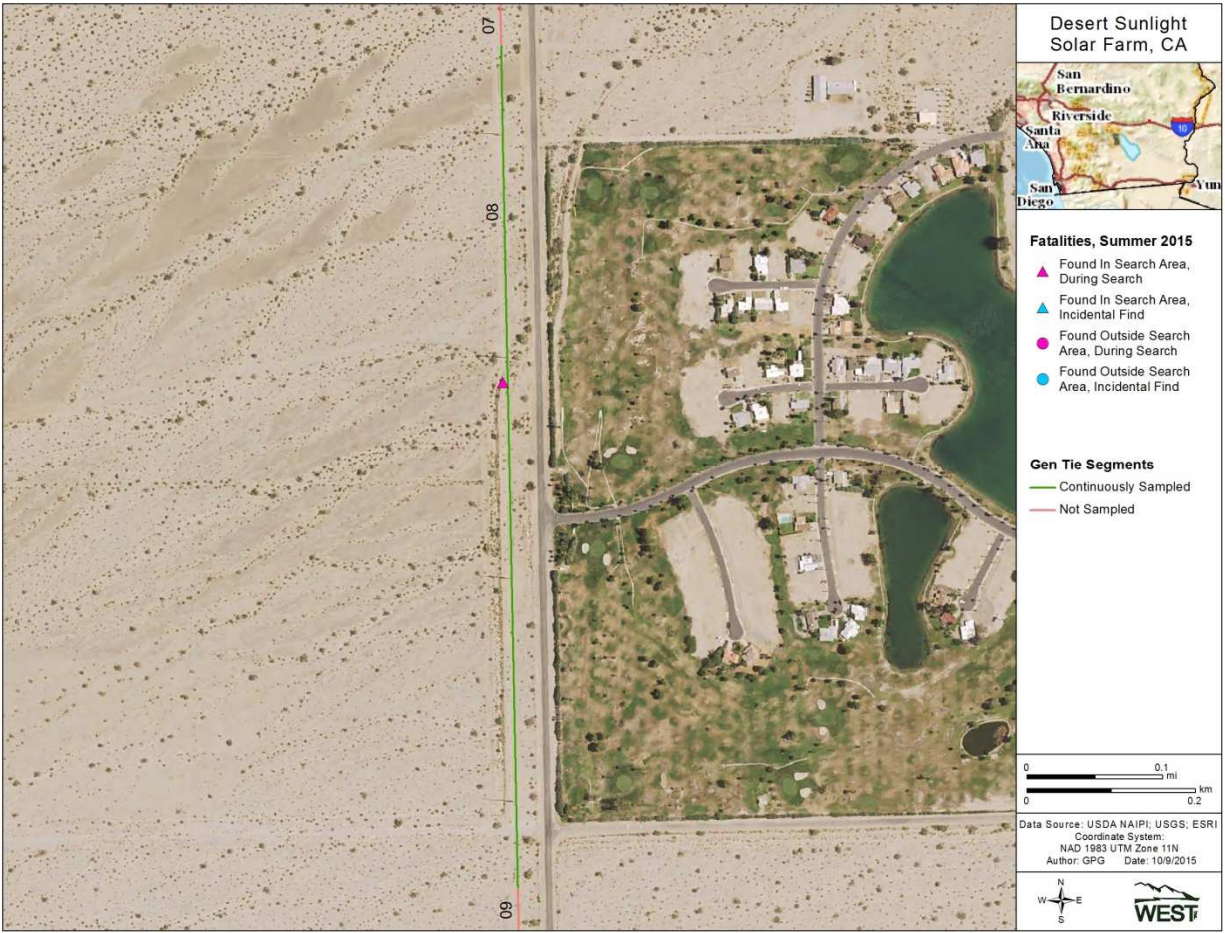 07
08
09
Desert Sunlight
Solar Farm, CA
San
Bernardino
Riverside
10
Santa
Ana
San
Diego
Yum
Fatalities, Summer 2015
Found In Search Area,
During Search
Found In Search Area,
Incidental Find
Found Outside Search
Area, During Search
Found Outside Search
Area, Incidental Find
Gen Tie Segments
Continuously Sampled
Not Sampled
0 0.1
mi
km
0 0.2
Data Source: USDA NAIPI; USGS; ESRI
Coordinate System:
NAD 1983 UTM Zone 11N
Author: GPG Date: 10/9/2015
N
W E
S
WEST